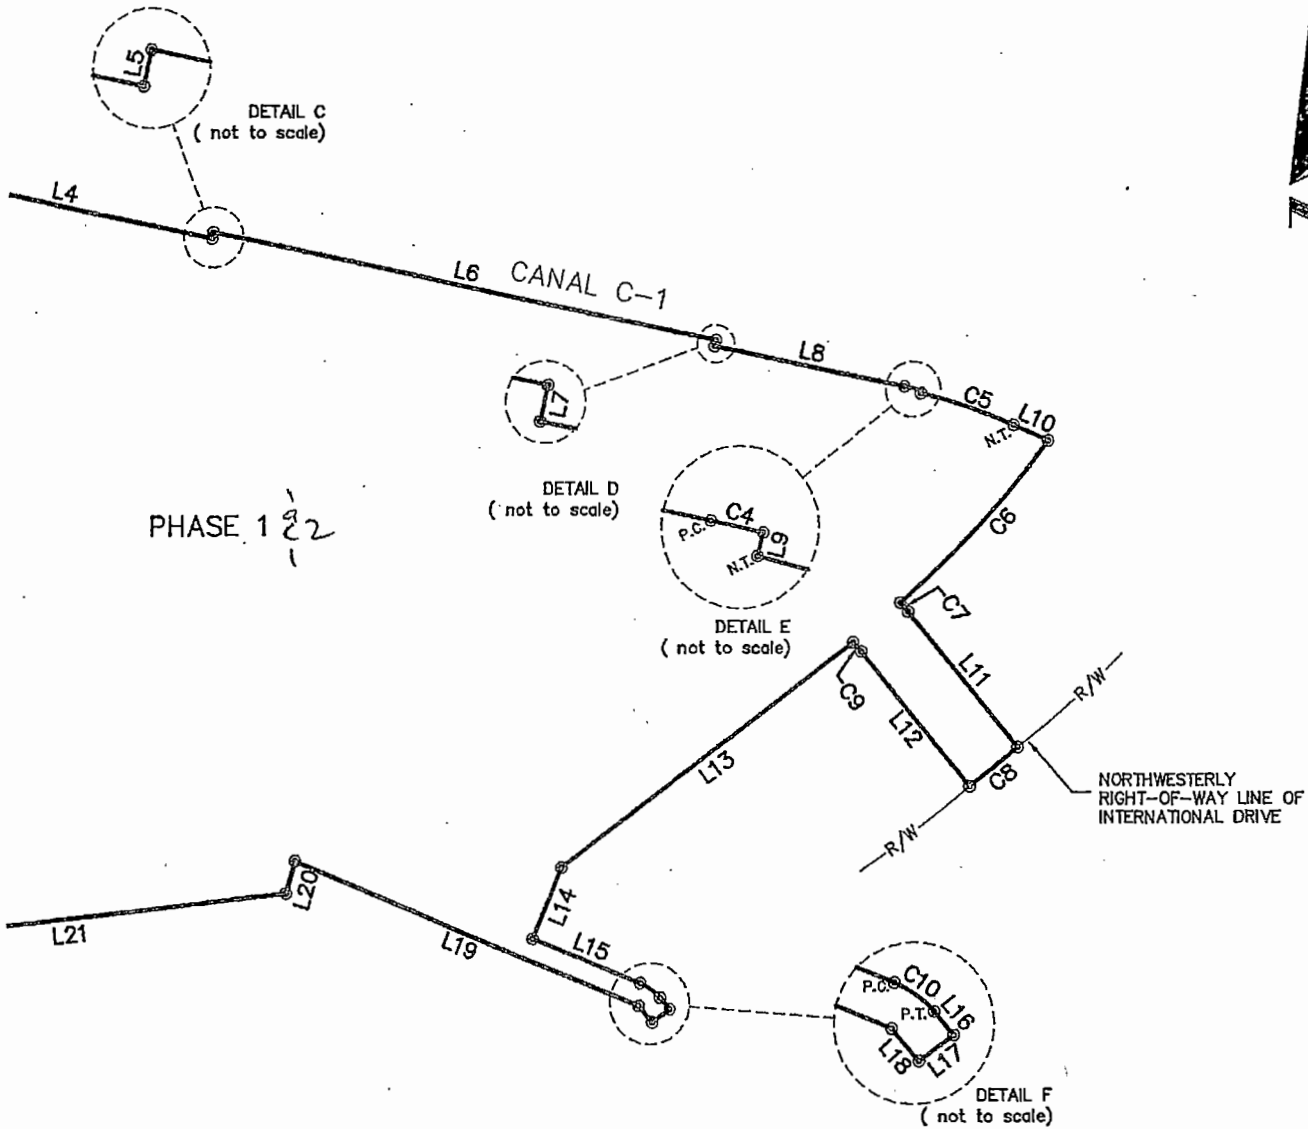 L5
DETAIL C
( not to scale)
L4
L6
CANAL C-1
L8
C5
L10
N.T.
L7
DETAIL D
( not to scale)
PHASE 1 & 2
P.C.
C4
L9
N.T.
DETAIL E
( not to scale)
C6
C7
L11
C9
L12
R/W
L13
C8
NORTHWESTERLY
RIGHT-OF-WAY LINE OF
INTERNATIONAL DRIVE
R/W
L20
L14
L21
L19
L15
P.C.
C10
P.T.
L16
L18
L17
DETAIL F
( not to scale)